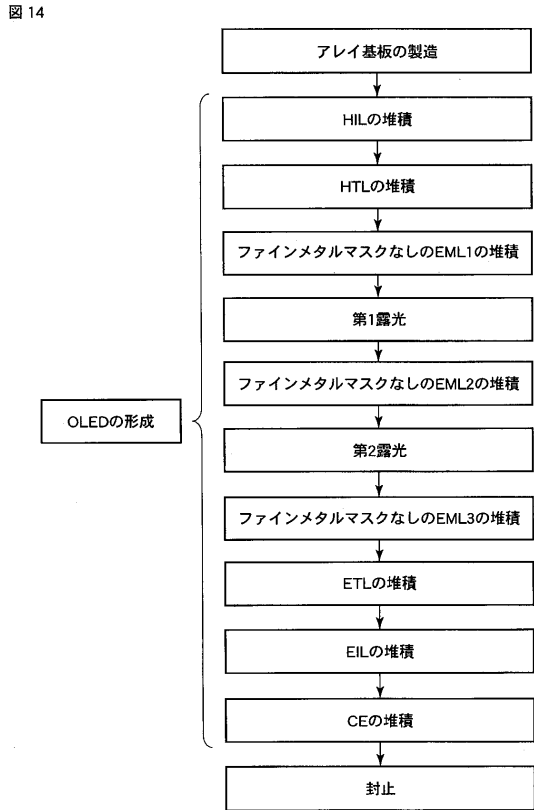 図 14
アレイ基板の製造
HILの堆積
HTLの堆積
ファインメタルマスクなしのEML1の堆積
第1露光
ファインメタルマスクなしのEML2の堆積
OLEDの形成
第2露光
ファインメタルマスクなしのEML3の堆積
ETLの堆積
EILの堆積
CEの堆積
封止